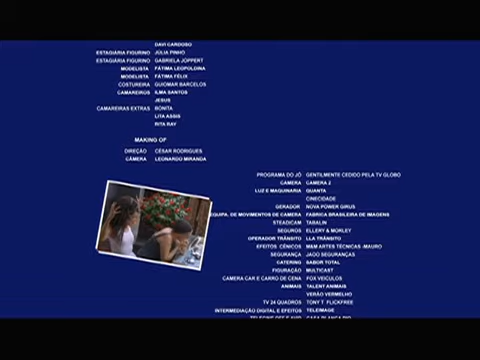 DAVI CARDOSO
ESTAGIÁRIA FIGURINO JÚLIA PINHO
ESTAGIÁRIA FIGURINO GABRIELA JOPPERT
MODELISTA FÁTIMA LEOPOLDINA
MODELISTA FÁTIMA FÉLIX
COSTUREIRA GUIOMAR BARCELOS
CAMAREIROS ILMA SANTOS
JESUS
CAMAREIRAS EXTRAS BONITA
LITA ASSIS
RITA RAY
MAKING OF
DIREÇÃO CÉSAR RODRIGUES
CÂMERA LEONARDO MIRANDA
PROGRAMA DO JÔ GENTILMENTE CEDIDO PELA TV GLOBO
CAMERA CAMERA 2
LUZ E MAQUINARIA QUANTA
CINECIDADE
GERADOR NOVA POWER GIRUS
EQUIPA. DE MOVIMENTOS DE CAMERA FABRICA BRASILEIRA DE IMAGENS
STEADICAM TABALIN
SEGUROS ELLERY & MORLEY
OPERADOR TRÂNSITO LLA TRÂNSITO
EFEITOS CÊNICOS M&M ARTES TÉCNICAS -MAURO
SEGURANÇA JADO SEGURANÇAS
CATERING SABOR TOTAL
FIGURAÇÃO MULTICAST
CAMERA CAR E CARRO DE CENA FOX VEICULOS
ANIMAIS TALENT ANIMAIS
VERÃO VERMELHO
TV 24 QUADROS TONY T FLICKFREE
INTERMEDIAÇÃO DIGITAL E EFEITOS TELEIMAGE